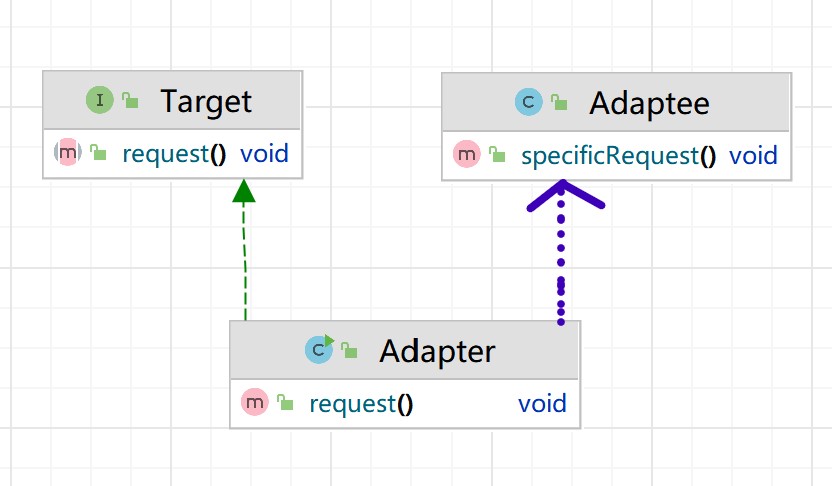 I Target
m request() void
C Adaptee
m specificRequest() void
C Adapter
m request() void